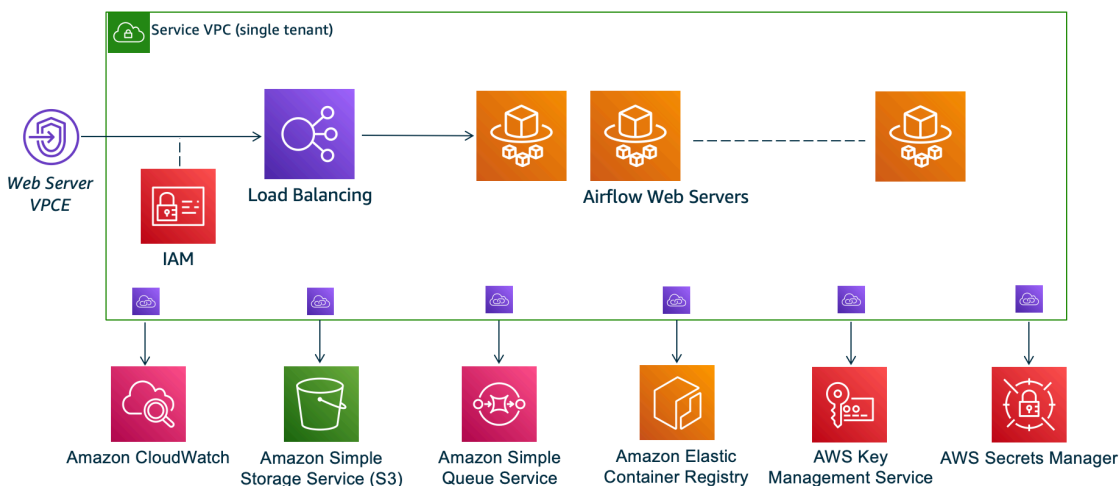 Service VPC (single tenant)
Web Server
VPCE
Load Balancing
Airflow Web Servers
IAM
Amazon CloudWatch
Amazon Simple
Storage Service (S3)
Amazon Simple
Queue Service
Amazon Elastic
Container Registry
AWS Key
Management Service
AWS Secrets Manager